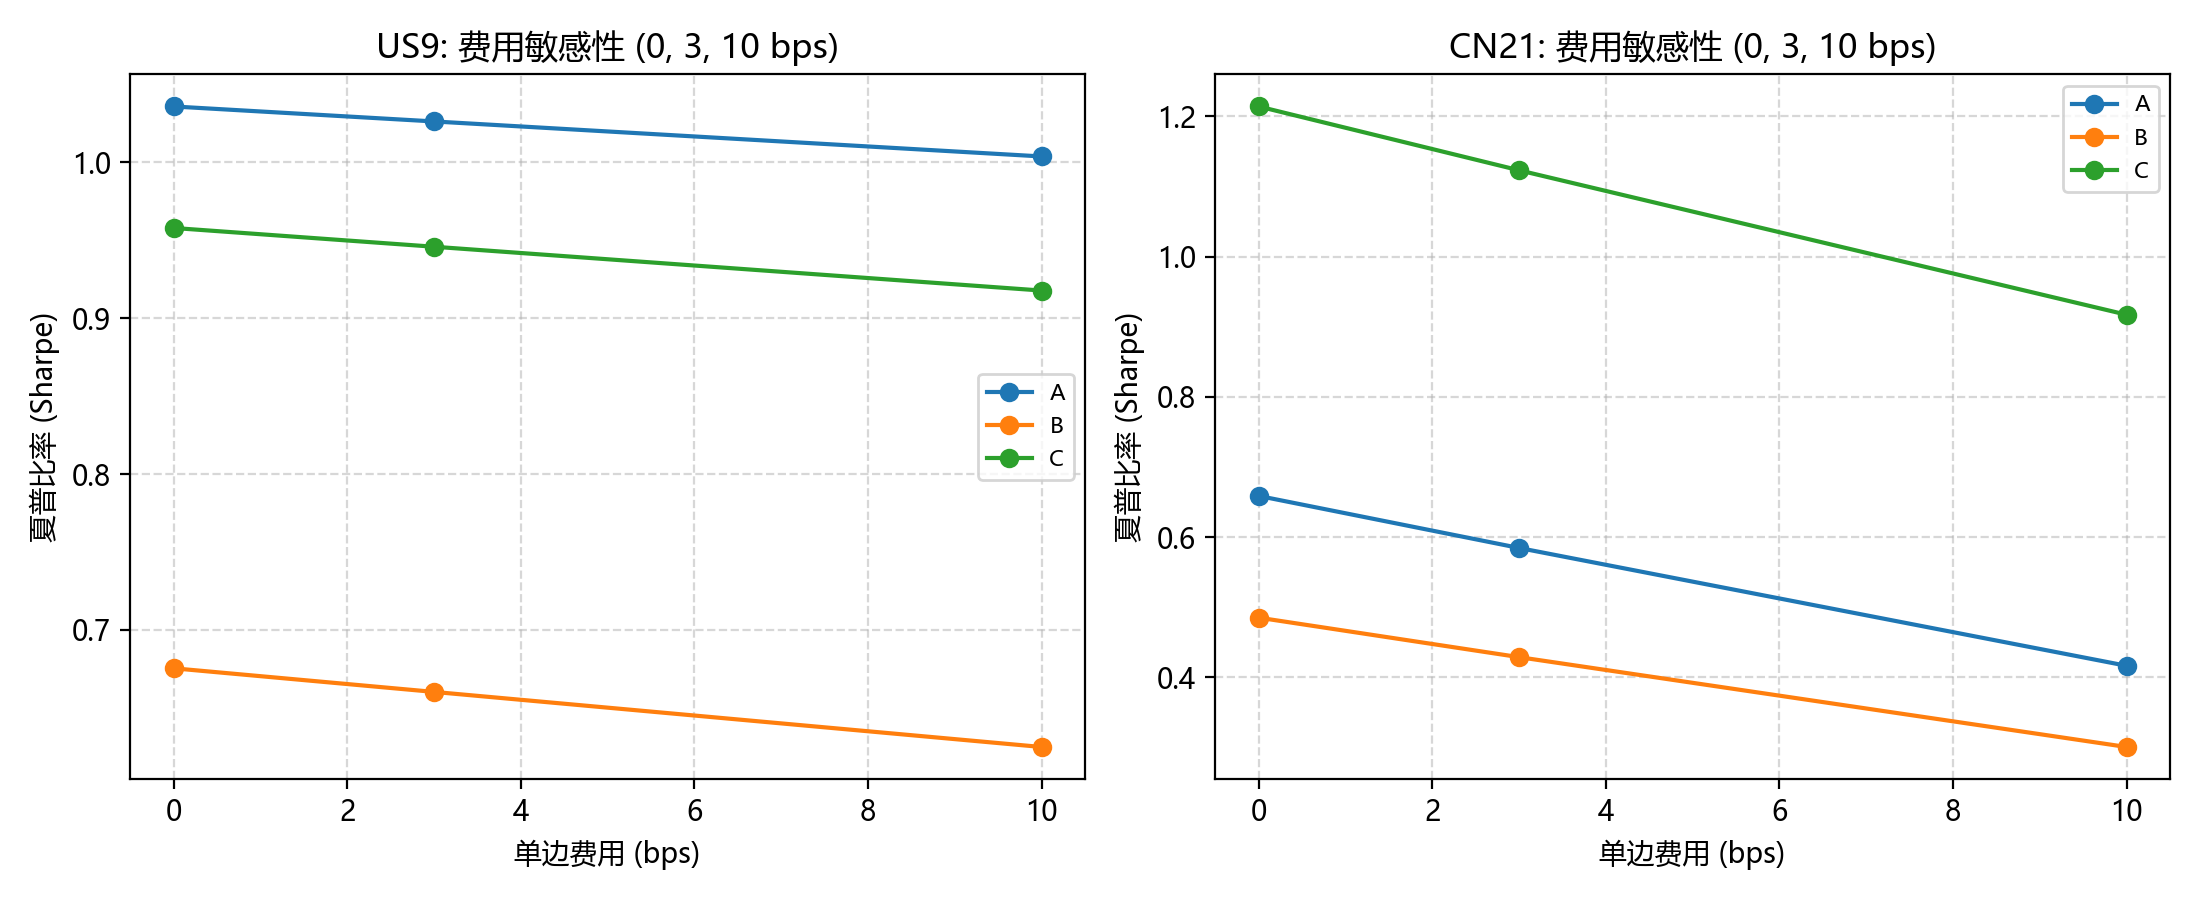 US9: 费用敏感性 (0, 3, 10 bps)
夏普比率 (Sharpe)
1.0
0.9
0.8
0.7
A
B
C
0 2 4 6 8 10
单边费用 (bps)
CN21: 费用敏感性 (0, 3, 10 bps)
夏普比率 (Sharpe)
1.2
1.0
0.8
0.6
0.4
A
B
C
0 2 4 6 8 10
单边费用 (bps)